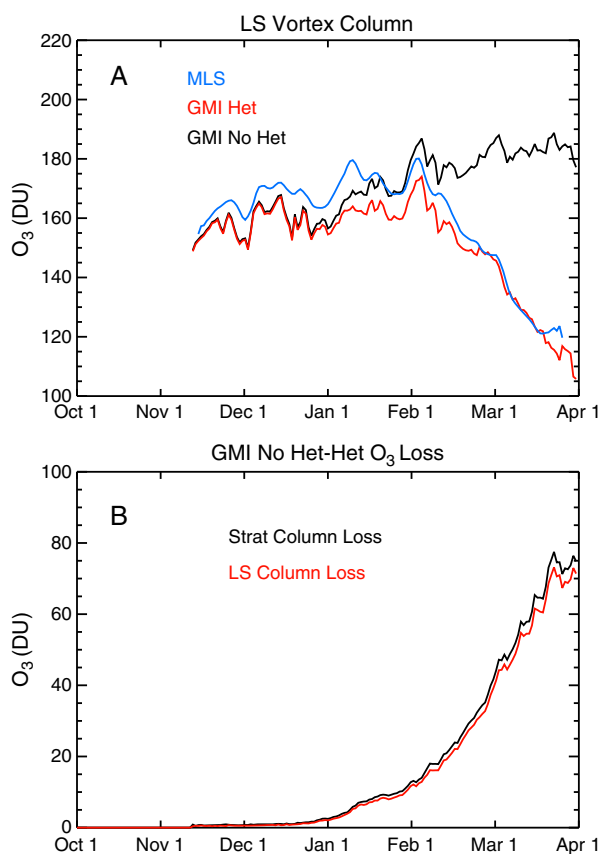 LS Vortex Column
A
MLS
GMI Het
GMI No Het
O3 (DU)
220
200
180
160
140
120
100
Oct 1 Nov 1 Dec 1 Jan 1 Feb 1 Mar 1 Apr 1
GMI No Het-Het O3 Loss
B
Strat Column Loss
LS Column Loss
O3 (DU)
100
80
60
40
20
0
Oct 1 Nov 1 Dec 1 Jan 1 Feb 1 Mar 1 Apr 1